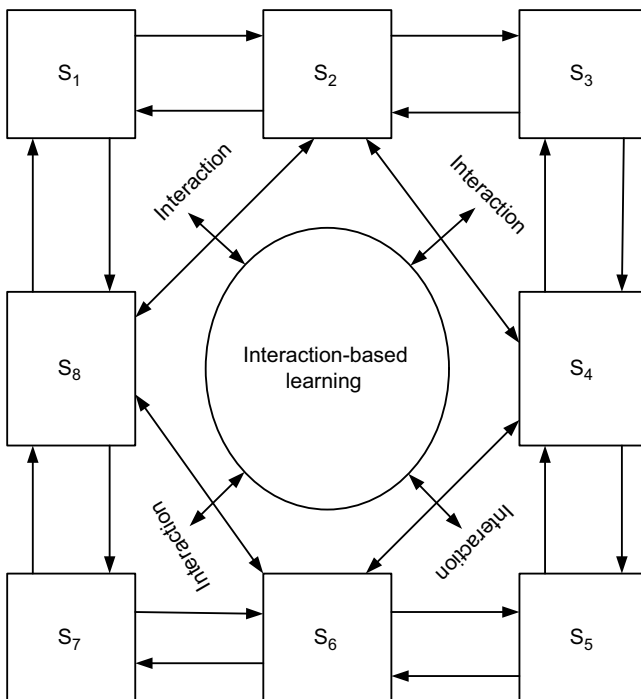 S₁
S₂
S₃
Interaction
Interaction
S₈
Interaction-based
learning
S₄
Interaction
Interaction
S₇
S₆
S₅